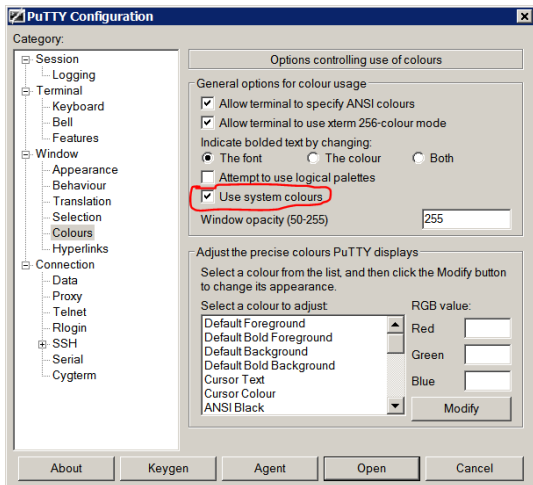 PuTTY Configuration
Category:
Session
Logging
Terminal
Keyboard
Bell
Features
Window
Appearance
Behaviour
Translation
Selection
Colours
Hyperlinks
Connection
Data
Proxy
Telnet
Rlogin
SSH
Serial
Cygterm
Options controlling use of colours
General options for colour usage
Allow terminal to specify ANSI colours
Allow terminal to use xterm 256-colour mode
Indicate bolded text by changing:
The font The colour Both
Attempt to use logical palettes
Use system colours
Window opacity (50-255) 255
Adjust the precise colours PuTTY displays
Select a colour from the list, and then click the Modify button
to change its appearance.
Select a colour to adjust: RGB value:
Default Foreground
Default Bold Foreground
Default Background
Default Bold Background
Cursor Text
Cursor Colour
ANSI Black
Red
Green
Blue
Modify
About Keygen Agent Open Cancel